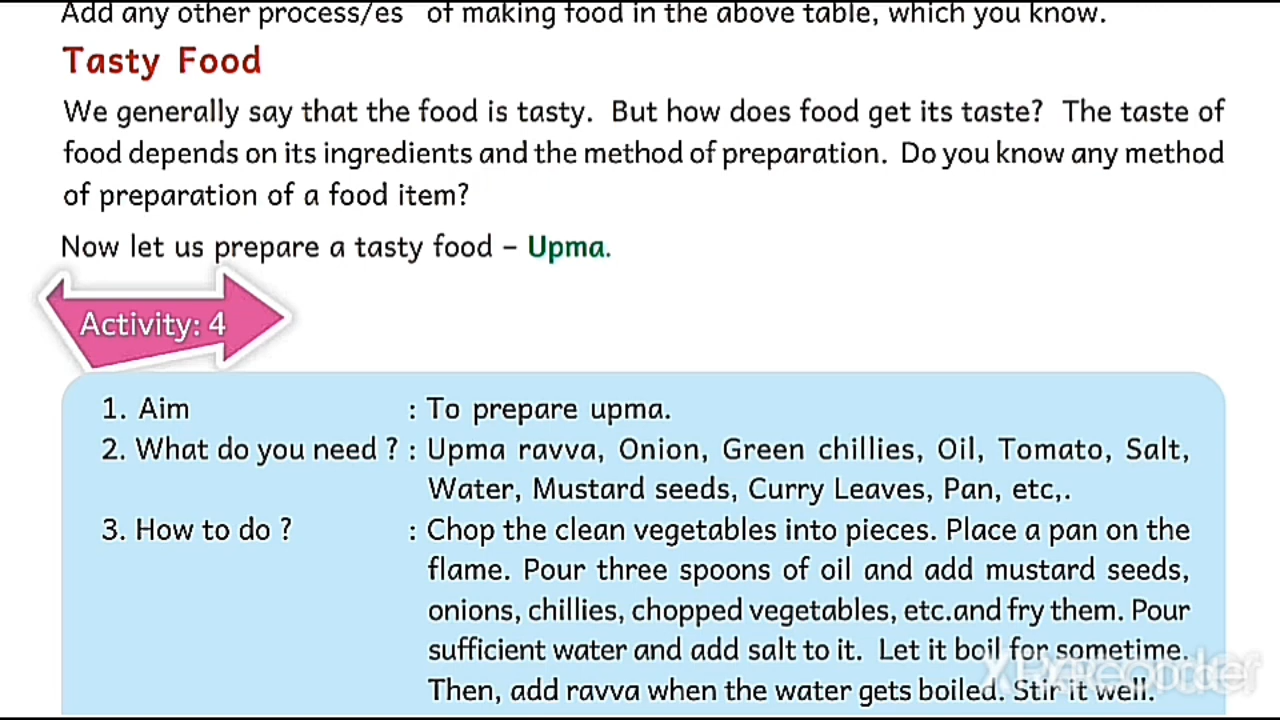 Add any other process/es of making food in the above table, which you know.
Tasty Food
We generally say that the food is tasty. But how does food get its taste? The taste of
food depends on its ingredients and the method of preparation. Do you know any method
of preparation of a food item?
Now let us prepare a tasty food – Upma.
Activity: 4
1. Aim : To prepare upma.
2. What do you need ? : Upma ravva, Onion, Green chillies, Oil, Tomato, Salt,
Water, Mustard seeds, Curry Leaves, Pan, etc,.
3. How to do ? : Chop the clean vegetables into pieces. Place a pan on the
flame. Pour three spoons of oil and add mustard seeds,
onions, chillies, chopped vegetables, etc.and fry them. Pour
sufficient water and add salt to it. Let it boil for sometime.
Then, add ravva when the water gets boiled. Stir it well.
XRecorder